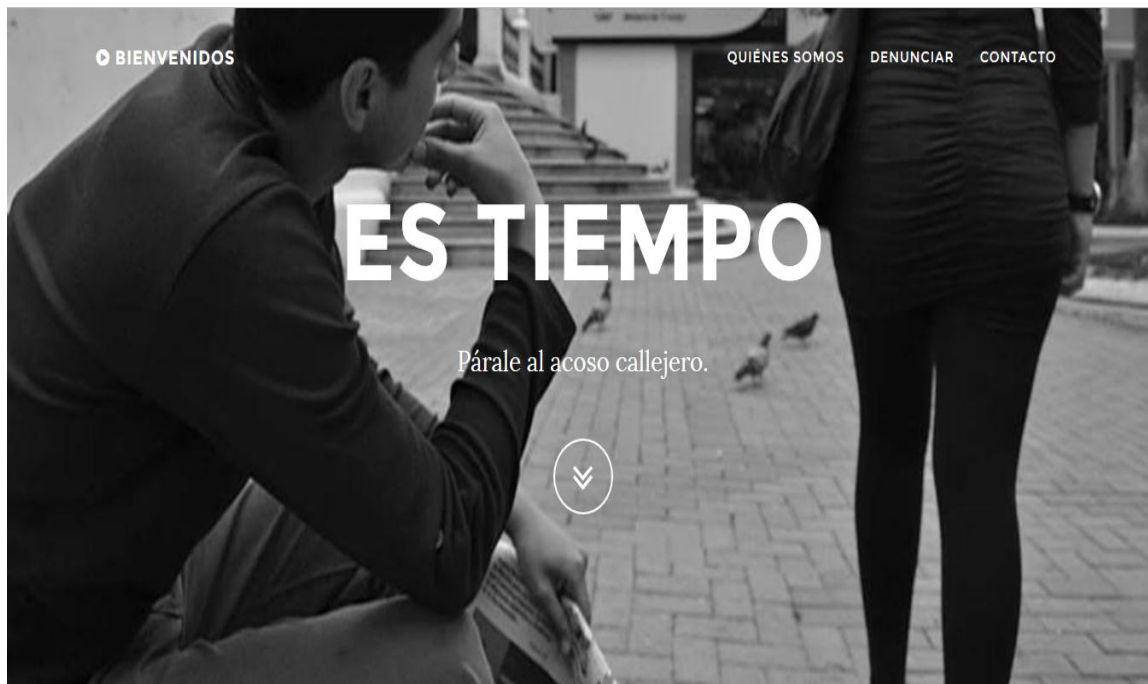 BIENVENIDOS
QUIÉNES SOMOS DENUNCIAR CONTACTO
ES TIEMPO
Párale al acoso callejero.